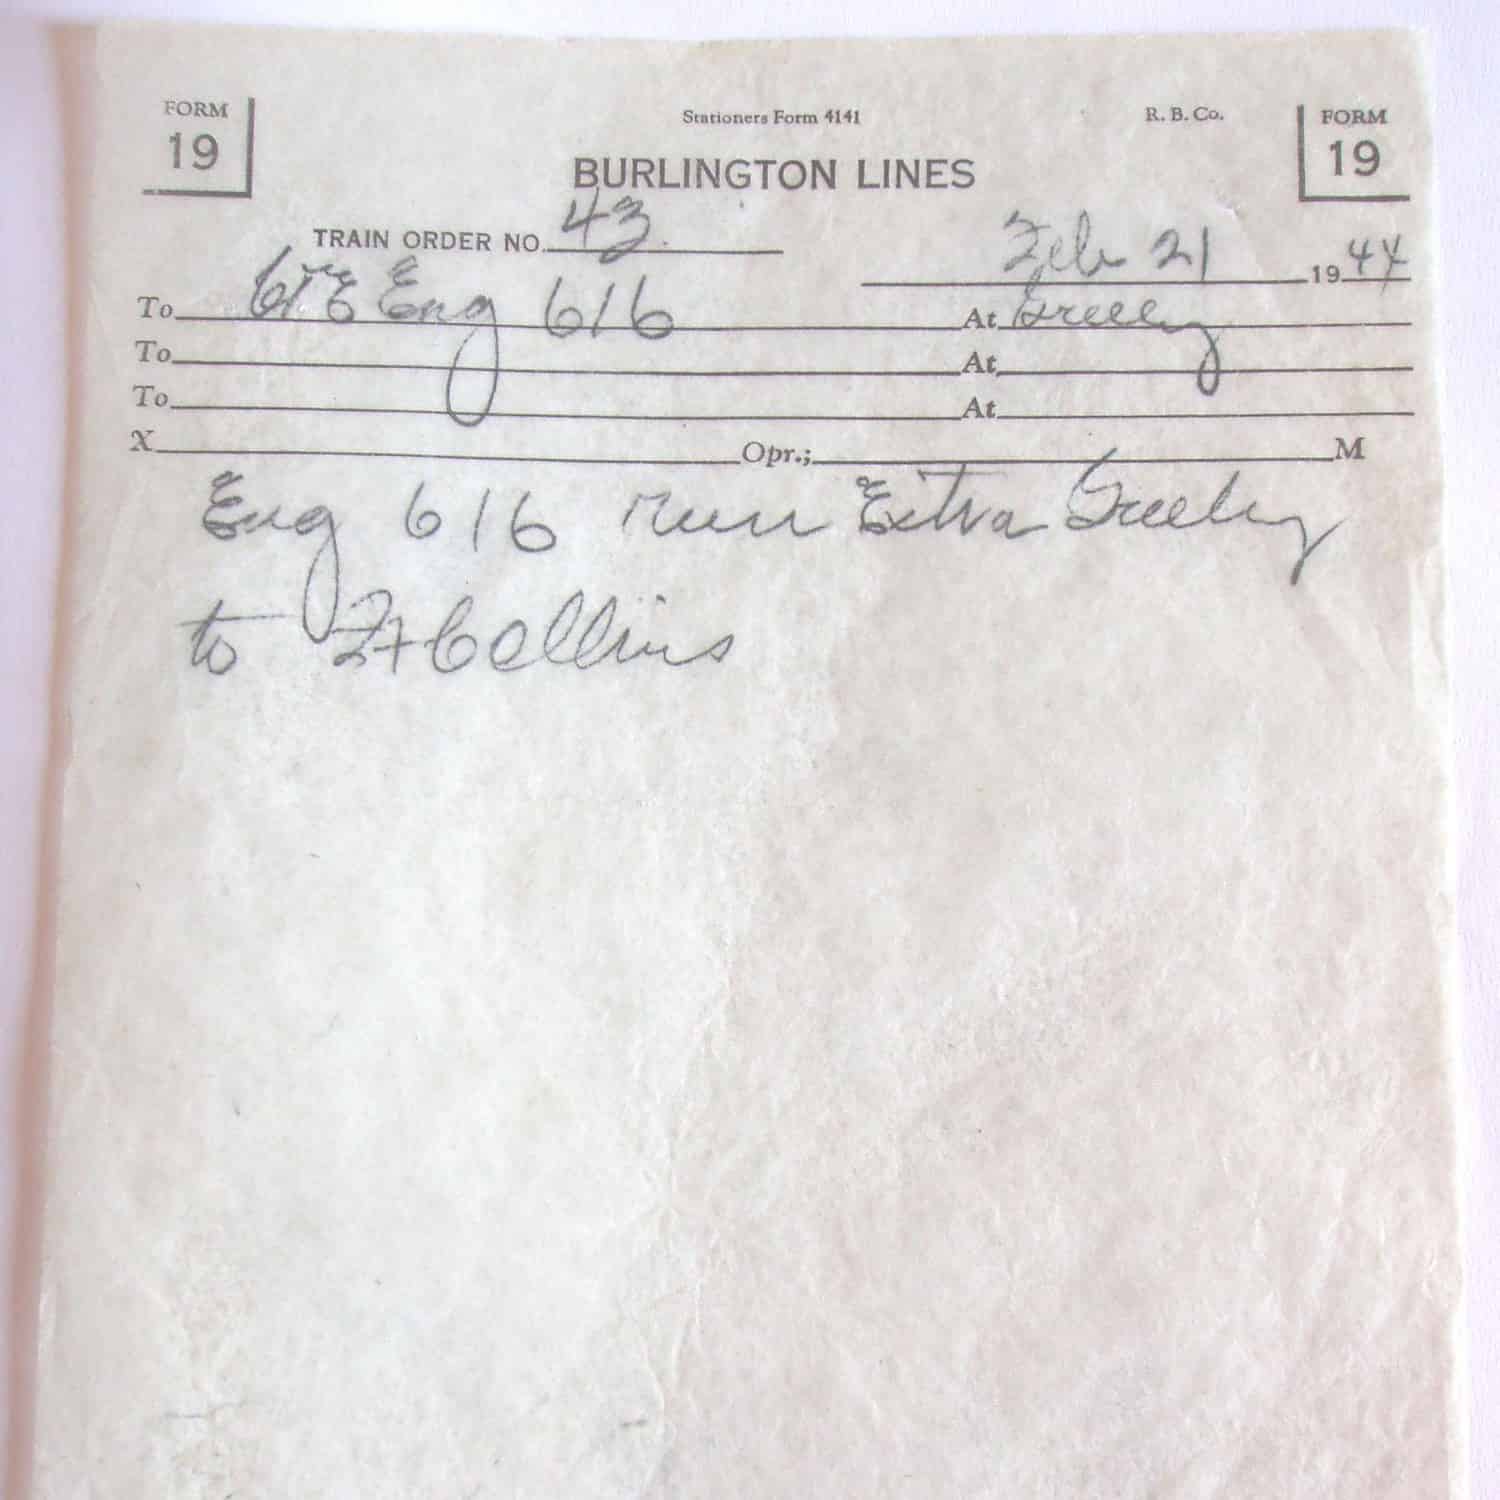 FORM 19 Stationers Form 4141 R. B. Co. FORM 19
BURLINGTON LINES
TRAIN ORDER NO. 43 Feb 21 1944
To C&E Eng 616 At Greeley
To At
To At
X Opr.; M
Eng 616 run Extra Greeley
to Ft Collins